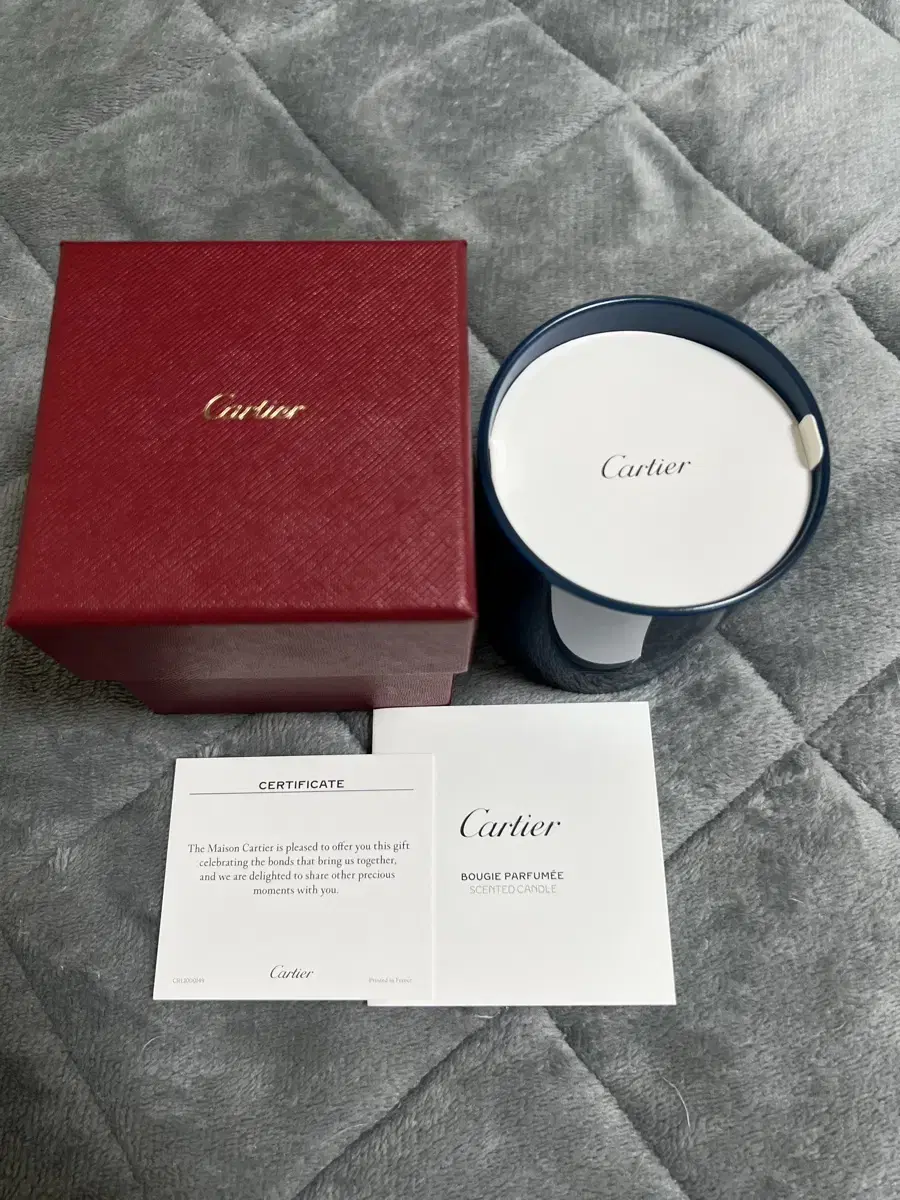 Cartier
Cartier
Cartier
BOUGIE PARFUMÉE
SCENTED CANDLE
CERTIFICATE
The Maison Cartier is pleased to offer you this gift
celebrating the bonds that bring us together,
and we are delighted to share other precious
moments with you.
Cartier
Printed in France